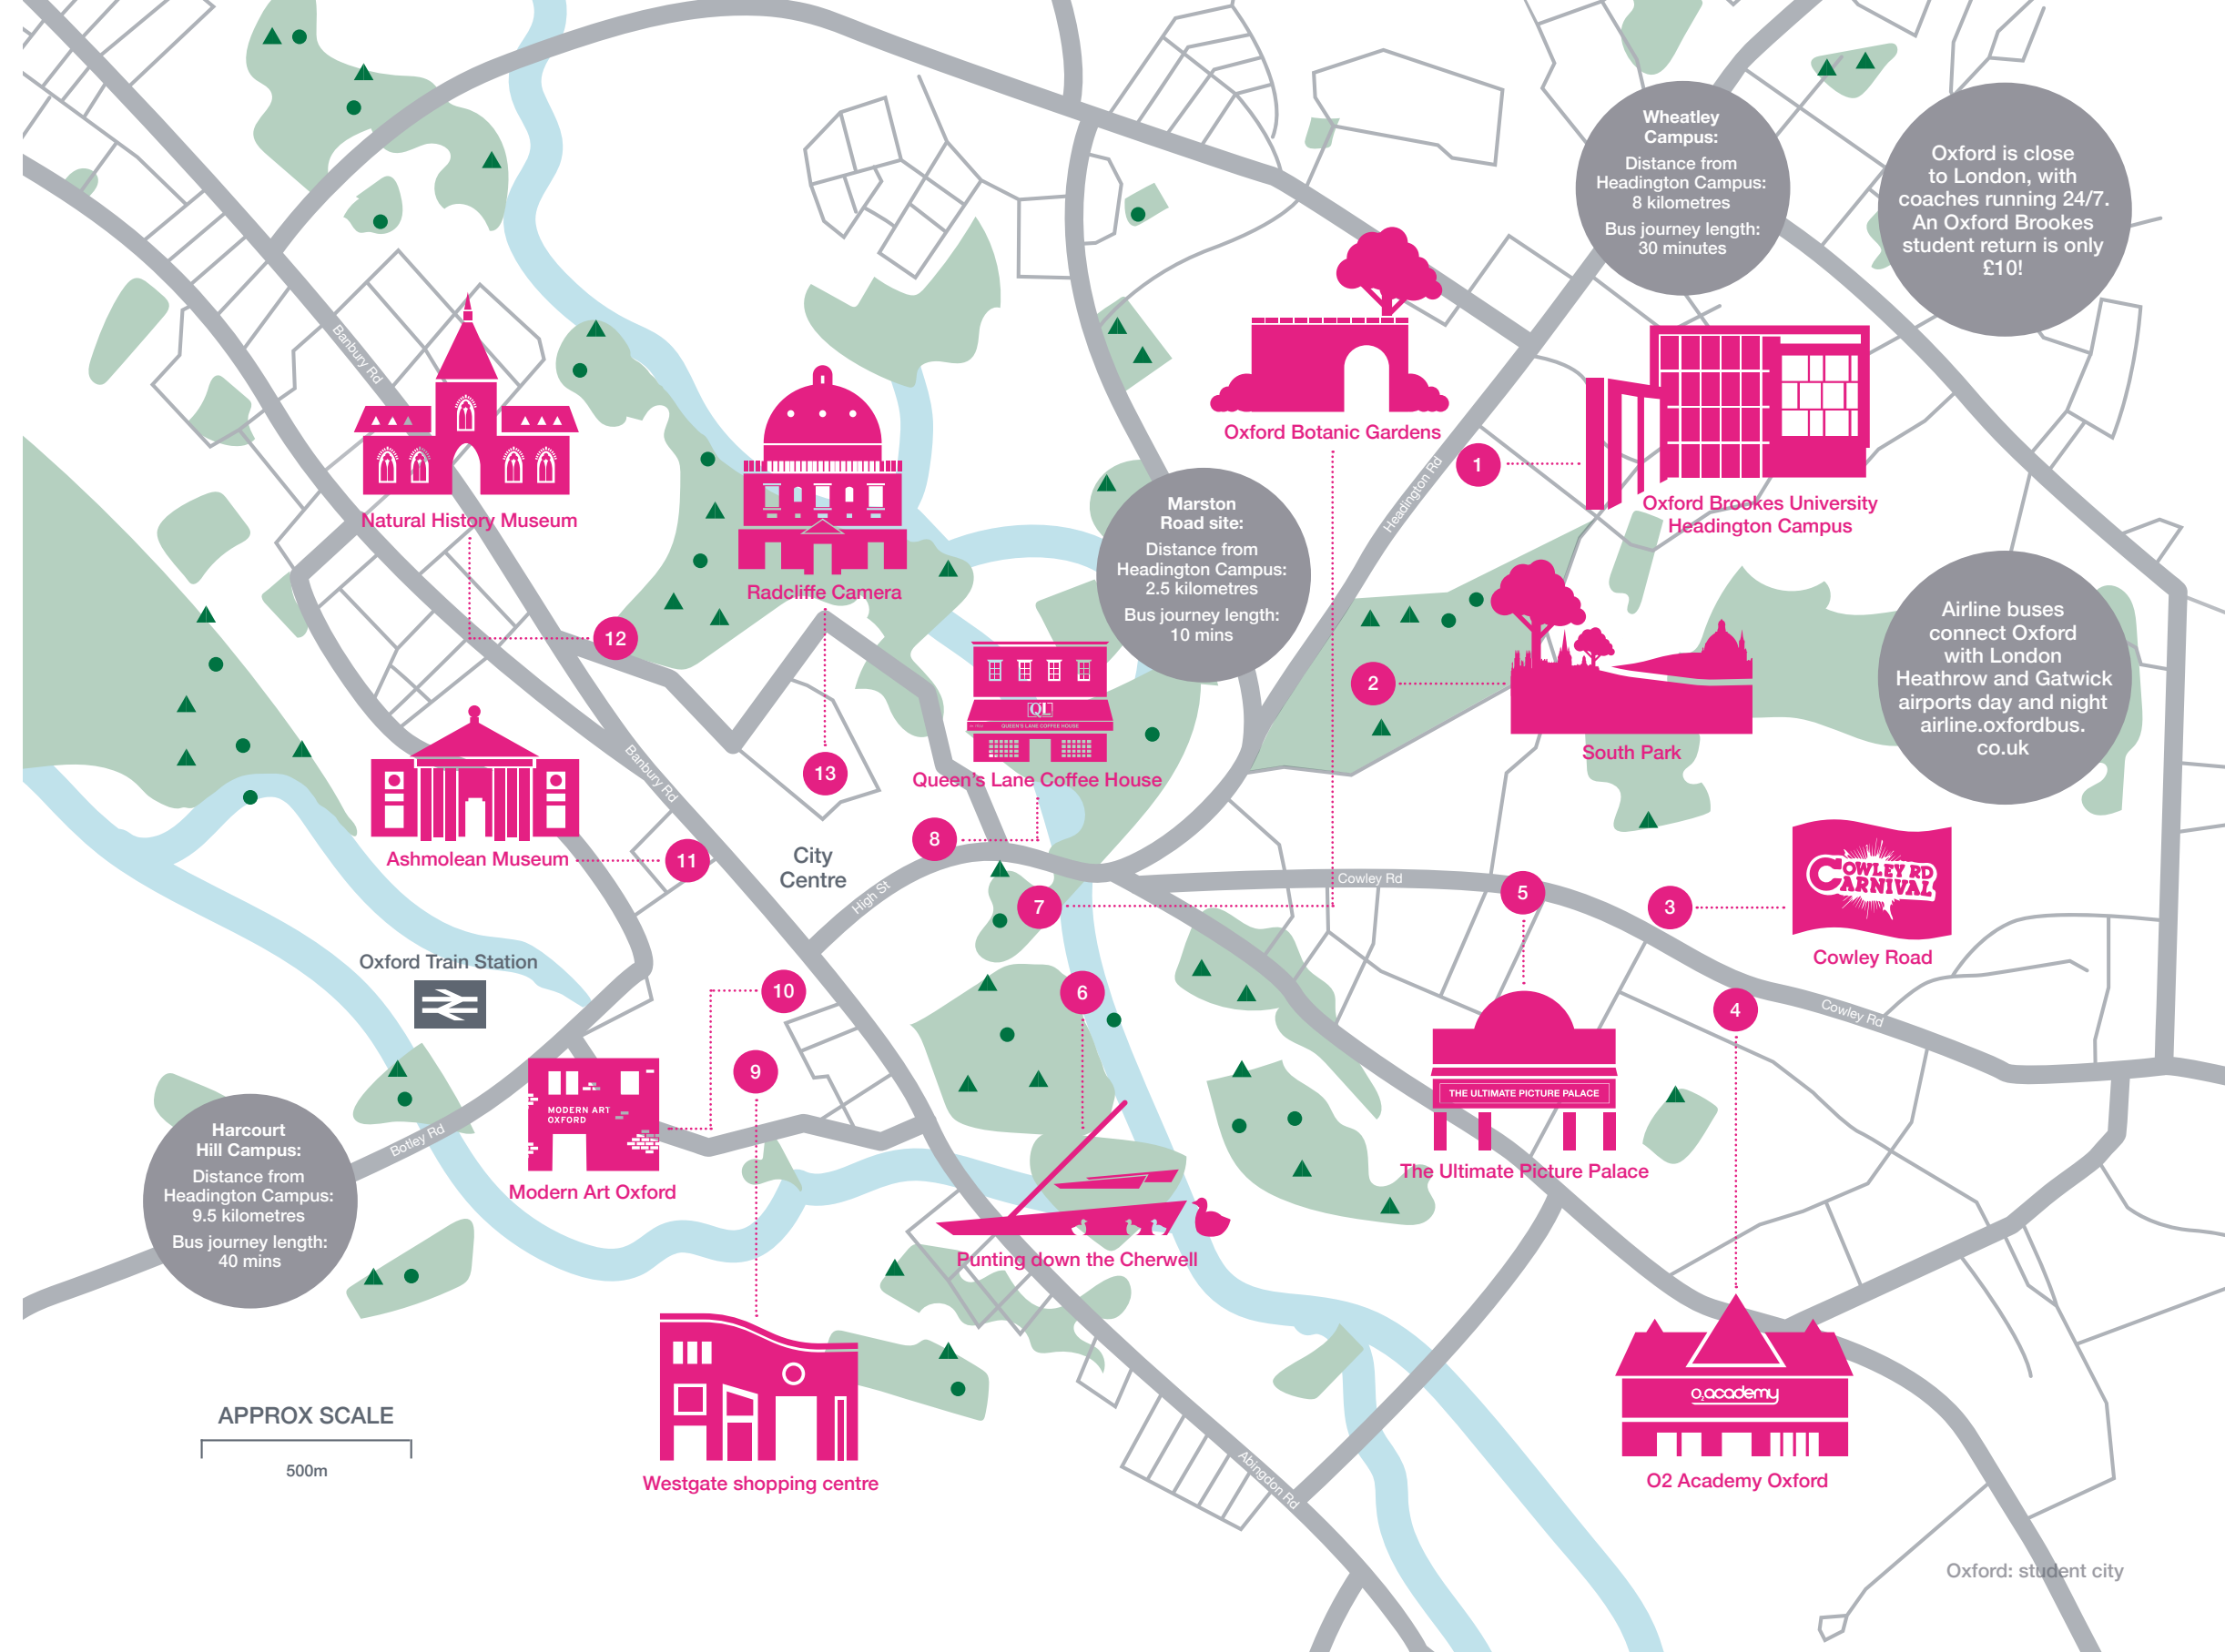 Wheatley
Campus:
Distance from
Headington Campus:
8 kilometres
Bus journey length:
30 minutes
Oxford is close
to London, with
coaches running 24/7.
An Oxford Brookes
student return is only
£10!
Banbury Rd
Natural History Museum
Radcliffe Camera
Oxford Botanic Gardens
Headington Rd
1
Oxford Brookes University
Headington Campus
Marston
Road site:
Distance from
Headington Campus:
2.5 kilometres
Bus journey length:
10 mins
Airline buses
connect Oxford
with London
Heathrow and Gatwick
airports day and night
airline.oxfordbus.
co.uk
12
2
South Park
QL
QUEEN'S LANE COFFEE HOUSE
Queen's Lane Coffee House
13
Banbury Rd
8
Ashmolean Museum
11
City
Centre
High St
7
Cowley Rd
5
3
COWLEY RD
CARNIVAL
Cowley Road
Oxford Train Station
10
6
4
Cowley Rd
9
MODERN ART
OXFORD
Modern Art Oxford
THE ULTIMATE PICTURE PALACE
The Ultimate Picture Palace
Botley Rd
Harcourt
Hill Campus:
Distance from
Headington Campus:
9.5 kilometres
Bus journey length:
40 mins
Punting down the Cherwell
APPROX SCALE
500m
Westgate shopping centre
Abingdon Rd
O2 academy
O2 Academy Oxford
Oxford: student city